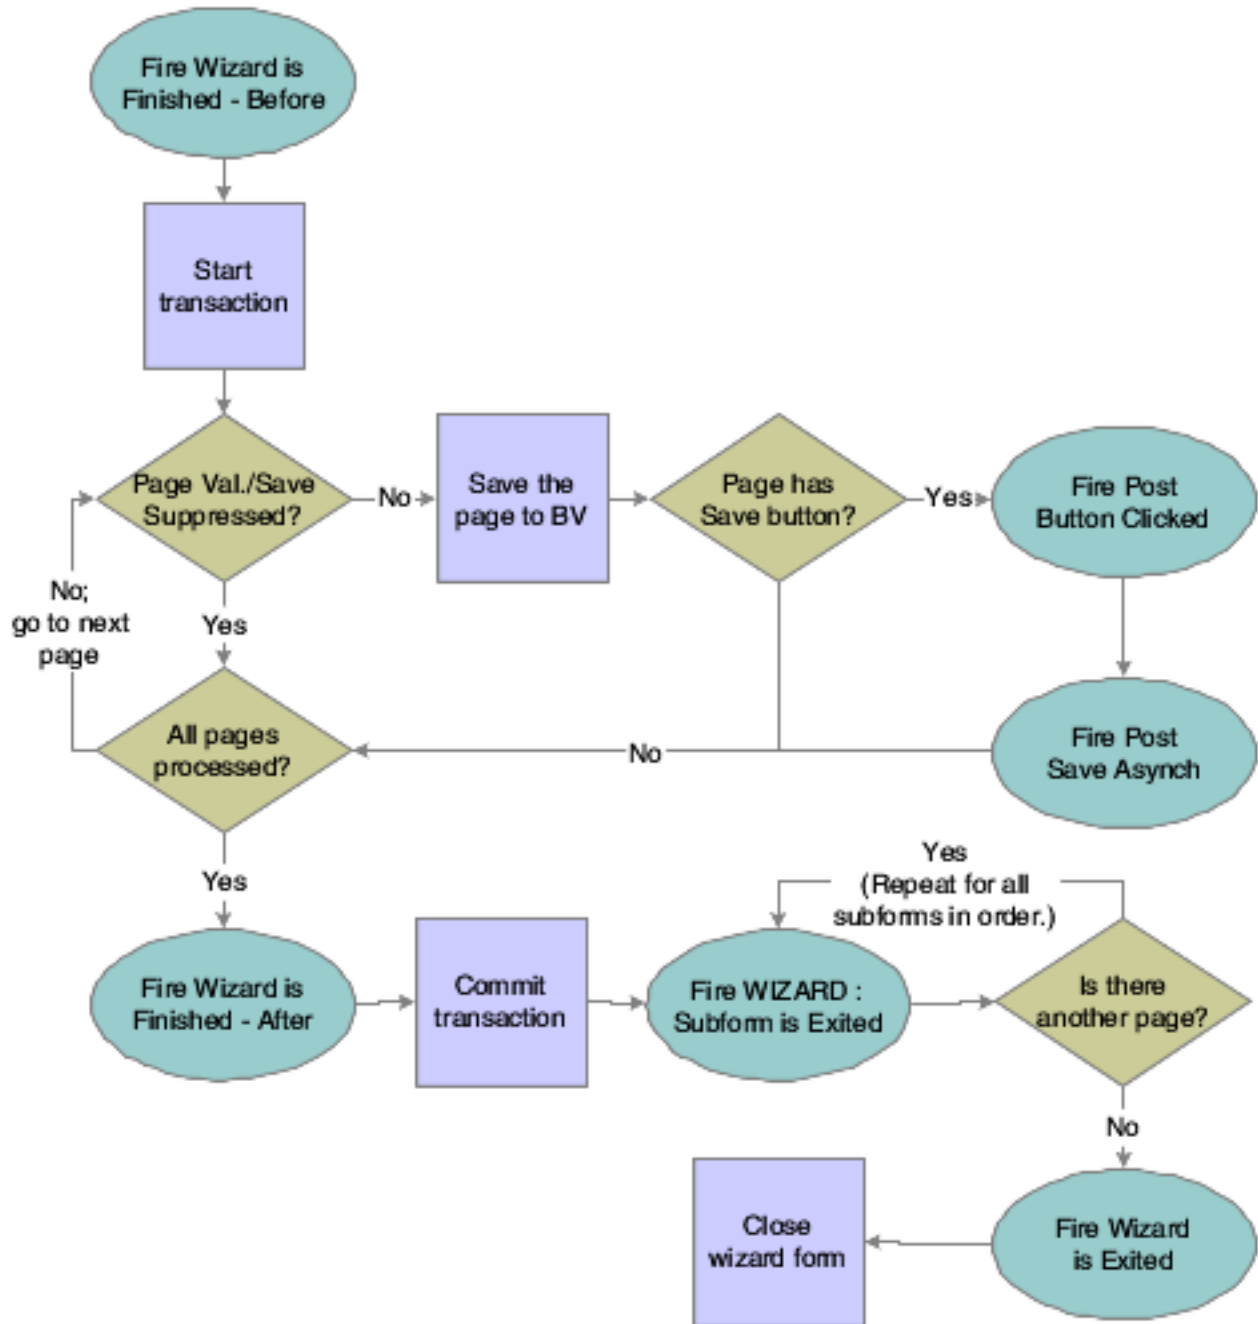 Fire Wizard is
Finished - Before
Start
transaction
Page Val./Save
Suppressed?
No
Save the
page to BV
Page has
Save button?
Yes
Fire Post
Button Clicked
No;
go to next
page
Yes
All pages
processed?
No
Fire Post
Save Asynch
Yes
Yes
(Repeat for all
subforms in order.)
Fire Wizard is
Finished - After
Commit
transaction
Fire WIZARD :
Subform is Exited
Is there
another page?
No
Close
wizard form
Fire Wizard
is Exited